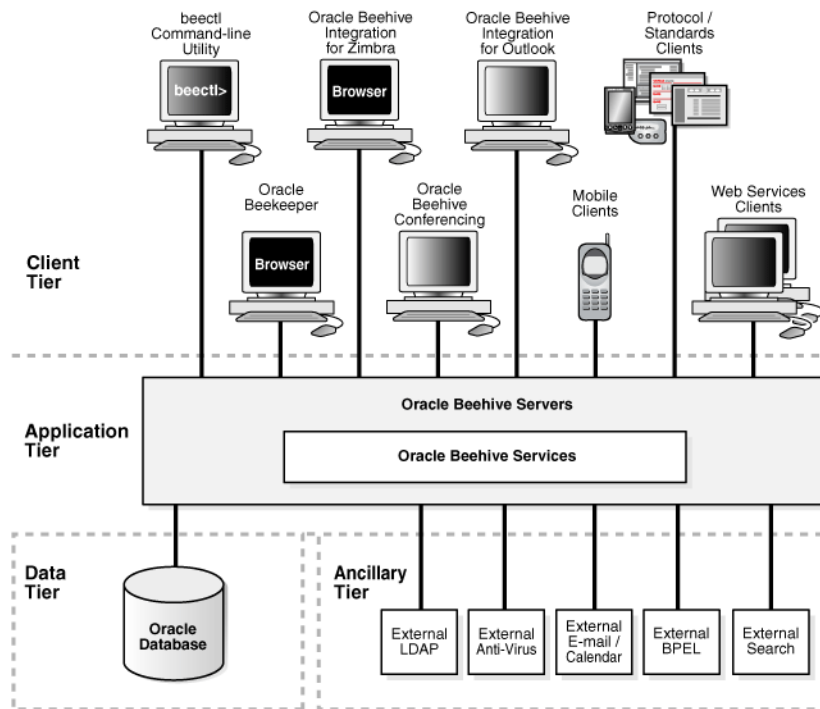 beectl
Command-line
Utility
Oracle Beehive
Integration
for Zimbra
Oracle Beehive
Integration
for Outlook
Protocol /
Standards
Clients
beectl>
Browser
Oracle
Beekeeper
Oracle
Beehive
Conferencing
Mobile
Clients
Web Services
Clients
Browser
Client
Tier
Application
Tier
Oracle Beehive Servers
Oracle Beehive Services
Data
Tier
Oracle
Database
Ancillary
Tier
External
LDAP
External
Anti-Virus
External
E-mail /
Calendar
External
BPEL
External
Search